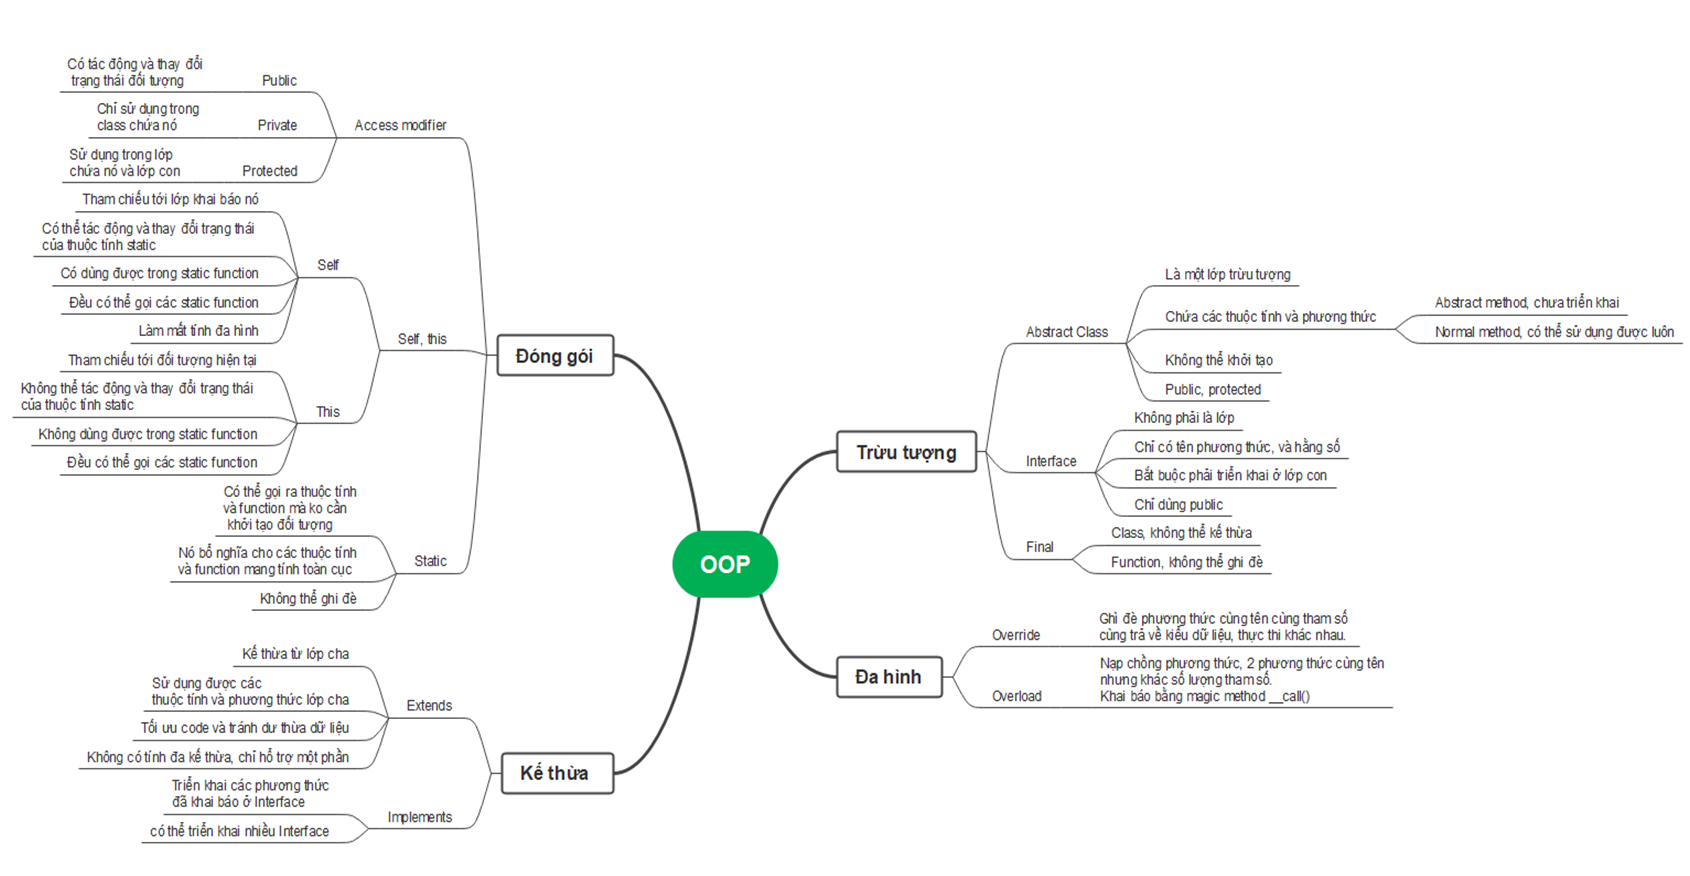 OOP
Đóng gói
Access modifier
Public
Có tác động và thay đổi
trạng thái đối tượng
Private
Chỉ sử dụng trong
class chứa nó
Protected
Sử dụng trong lớp
chứa nó và lớp con
Self, this
Self
Tham chiếu tới lớp khai báo nó
Có thể tác động và thay đổi trạng thái
của thuộc tính static
Có dùng được trong static function
Đều có thể gọi các static function
Làm mất tính đa hình
This
Tham chiếu tới đối tượng hiện tại
Không thể tác động và thay đổi trạng thái
của thuộc tính static
Không dùng được trong static function
Đều có thể gọi các static function
Static
Có thể gọi ra thuộc tính
và function mà ko cần
khởi tạo đối tượng
Nó bổ nghĩa cho các thuộc tính
và function mang tính toàn cục
Không thể ghi đè
Kế thừa
Extends
Kế thừa từ lớp cha
Sử dụng được các
thuộc tính và phương thức lớp cha
Tối ưu code và tránh dư thừa dữ liệu
Không có tính đa kế thừa, chỉ hổ trợ một phần
Implements
Triển khai các phương thức
đã khai báo ở Interface
có thể triển khai nhiều Interface
Trừu tượng
Abstract Class
Là một lớp trừu tượng
Chứa các thuộc tính và phương thức
Abstract method, chưa triển khai
Normal method, có thể sử dụng được luôn
Không thể khởi tạo
Public, protected
Interface
Không phải là lớp
Chỉ có tên phương thức, và hằng số
Bắt buộc phải triển khai ở lớp con
Chỉ dùng public
Final
Class, không thể kế thừa
Function, không thể ghi đè
Đa hình
Override
Ghi đè phương thức cùng tên cùng tham số
cùng trả về kiểu dữ liệu, thực thi khác nhau.
Overload
Nạp chồng phương thức, 2 phương thức cùng tên
nhưng khác số lượng tham số.
Khai báo bằng magic method __call()